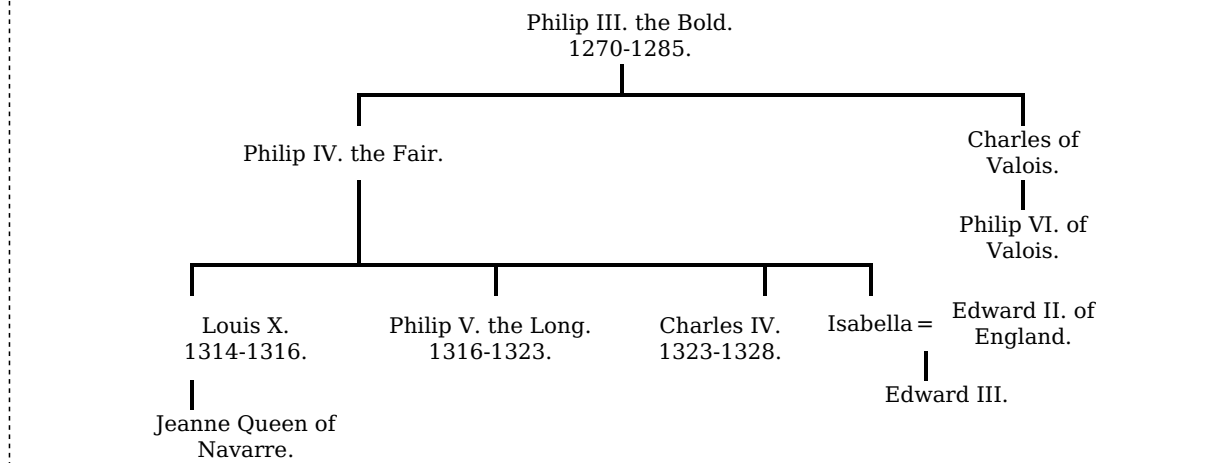 Philip III. the Bold.
1270-1285.
Philip IV. the Fair.
Charles of
Valois.
Philip VI. of
Valois.
Louis X.
1314-1316.
Philip V. the Long.
1316-1323.
Charles IV.
1323-1328.
Isabella =
Edward II. of
England.
Edward III.
Jeanne Queen of
Navarre.